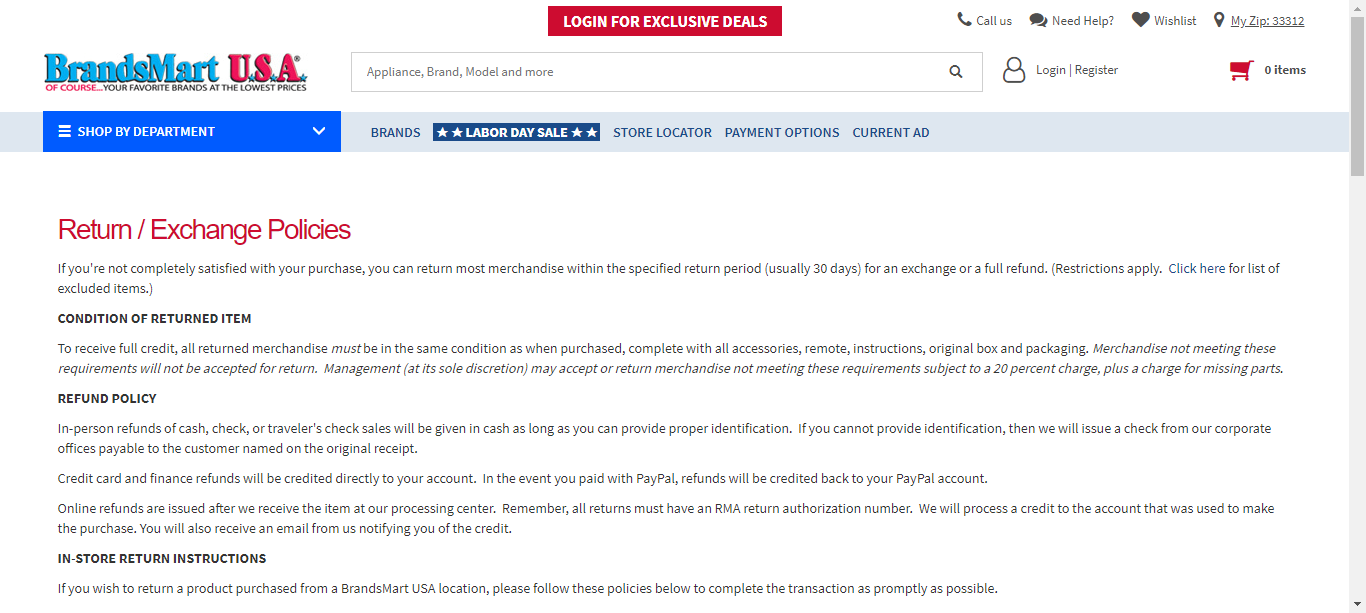 LOGIN FOR EXCLUSIVE DEALS
Call us
Need Help?
Wishlist
My Zip: 33312
BrandsMart U.S.A.®
OF COURSE...YOUR FAVORITE BRANDS AT THE LOWEST PRICES
Appliance, Brand, Model and more
Login | Register
0 items
SHOP BY DEPARTMENT
BRANDS
★ ★ LABOR DAY SALE ★ ★
STORE LOCATOR
PAYMENT OPTIONS
CURRENT AD
Return / Exchange Policies
If you're not completely satisfied with your purchase, you can return most merchandise within the specified return period (usually 30 days) for an exchange or a full refund. (Restrictions apply.  Click here for list of
excluded items.)
CONDITION OF RETURNED ITEM
To receive full credit, all returned merchandise must be in the same condition as when purchased, complete with all accessories, remote, instructions, original box and packaging. Merchandise not meeting these
requirements will not be accepted for return.  Management (at its sole discretion) may accept or return merchandise not meeting these requirements subject to a 20 percent charge, plus a charge for missing parts.
REFUND POLICY
In-person refunds of cash, check, or traveler's check sales will be given in cash as long as you can provide proper identification.  If you cannot provide identification, then we will issue a check from our corporate
offices payable to the customer named on the original receipt.
Credit card and finance refunds will be credited directly to your account.  In the event you paid with PayPal, refunds will be credited back to your PayPal account.
Online refunds are issued after we receive the item at our processing center.  Remember, all returns must have an RMA return authorization number.  We will process a credit to the account that was used to make
the purchase. You will also receive an email from us notifying you of the credit.
IN-STORE RETURN INSTRUCTIONS
If you wish to return a product purchased from a BrandsMart USA location, please follow these policies below to complete the transaction as promptly as possible.